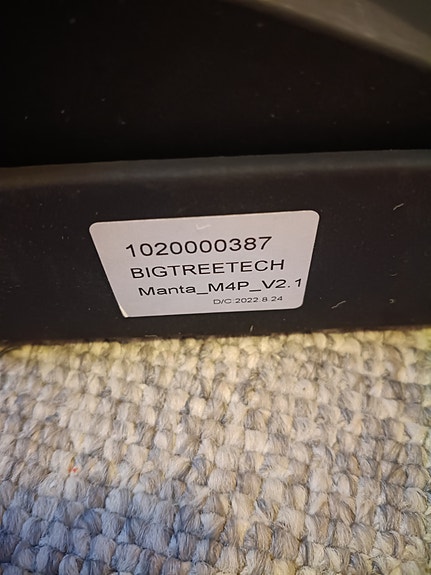 1020000387
BIGTREETECH
Manta_M4P_V2.1
D/C:2022.8.24